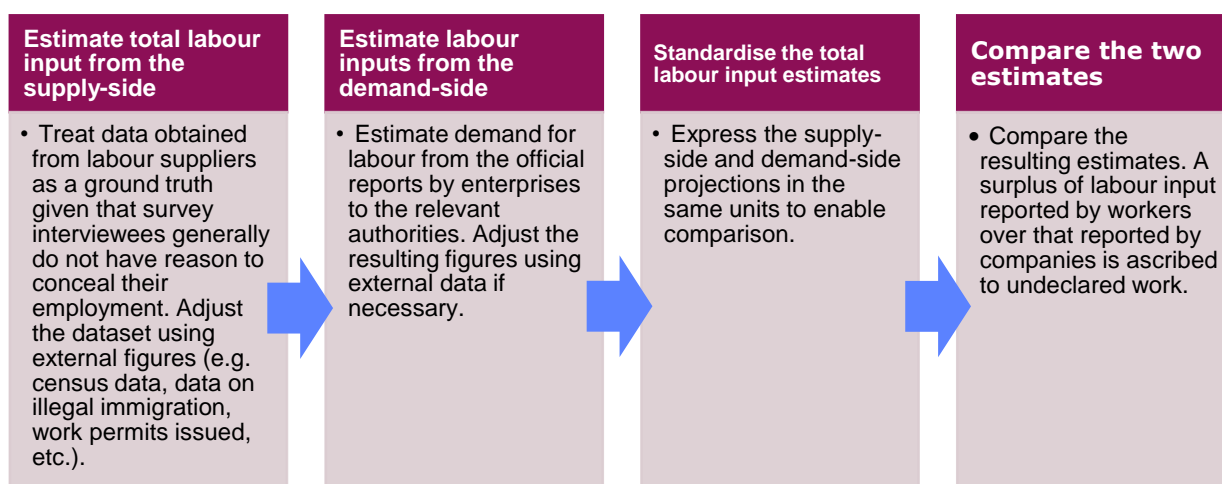 Estimate total labour
input from the
supply-side
• Treat data obtained
from labour suppliers
as a ground truth
given that survey
interviewees generally
do not have reason to
conceal their
employment. Adjust
the dataset using
external figures (e.g.
census data, data on
illegal immigration,
work permits issued,
etc.).
Estimate labour
inputs from the
demand-side
• Estimate demand for
labour from the official
reports by enterprises
to the relevant
authorities. Adjust the
resulting figures using
external data if
necessary.
Standardise the total
labour input estimates
• Express the supply-
side and demand-side
projections in the
same units to enable
comparison.
Compare the two
estimates
• Compare the
resulting estimates. A
surplus of labour input
reported by workers
over that reported by
companies is ascribed
to undeclared work.